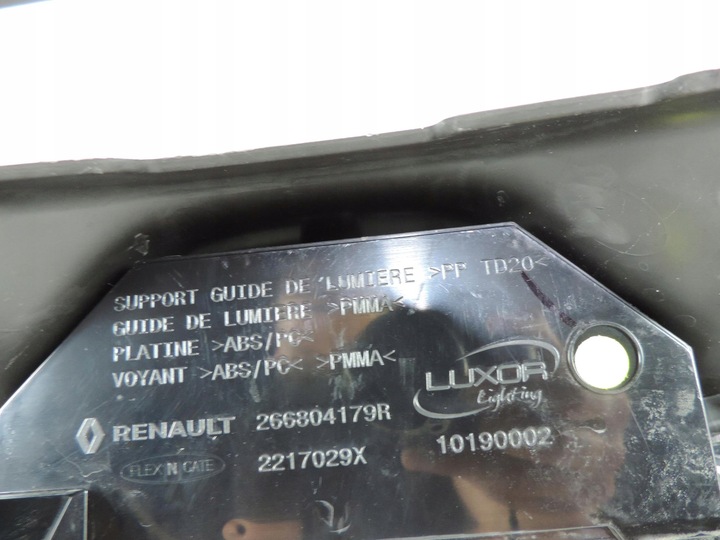 SUPPORT GUIDE DE LUMIERE >PP TD20<
GUIDE DE LUMIERE >PMMA<
PLATINE >ABS/PC<
VOYANT >ABS/PC< >PMMA<
LUXOR
Lighting
RENAULT 266804179R
FLEX N GATE 2217029X 10190002